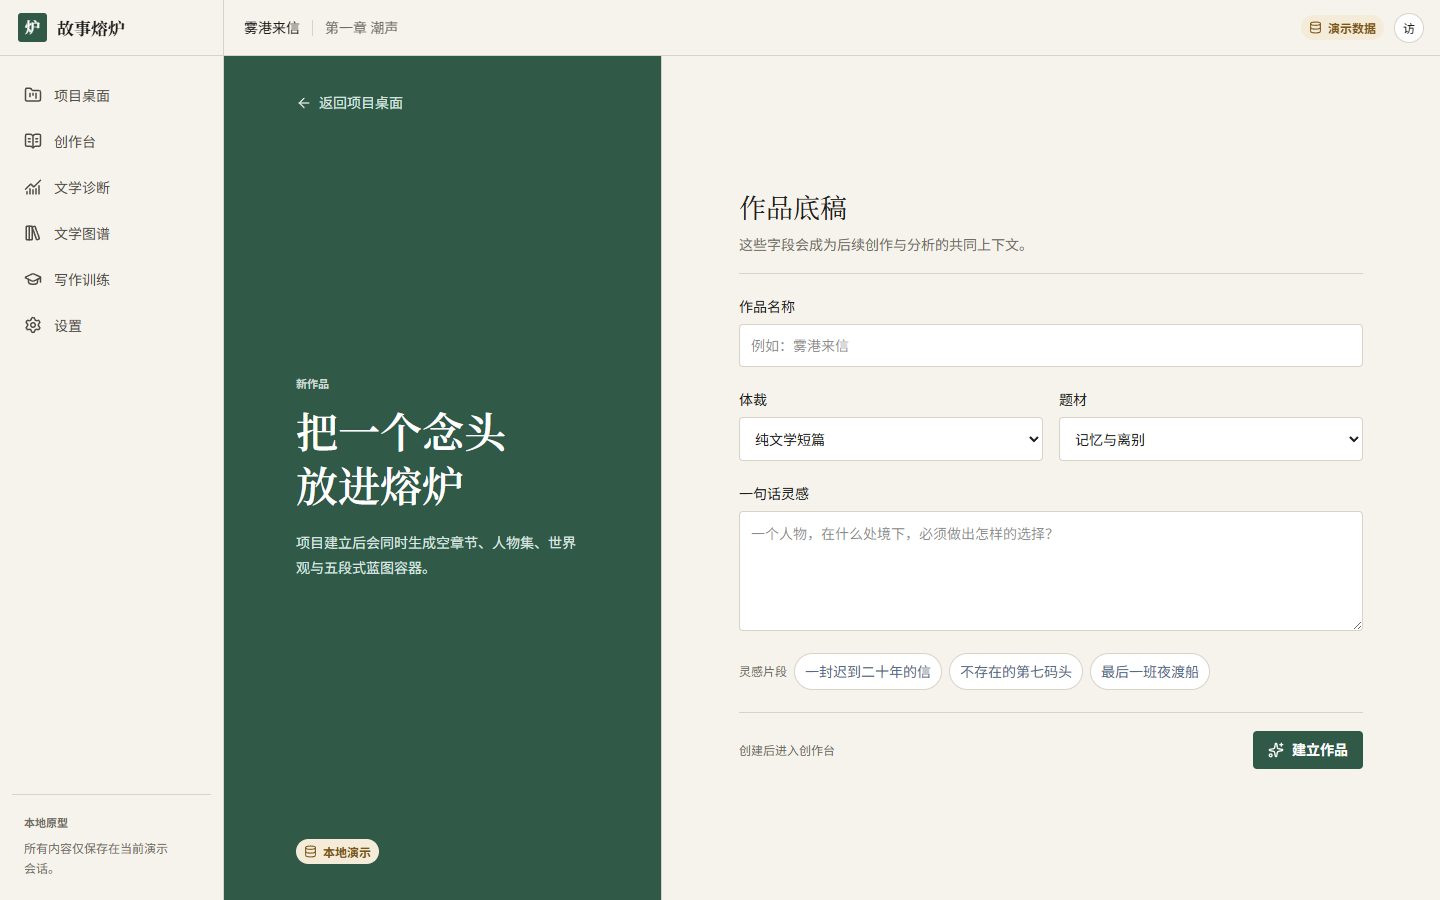 炉 故事熔炉
雾港来信 第一章 潮声
演示数据 访
项目桌面
创作台
文学诊断
文学图谱
写作训练
设置
本地原型
所有内容仅保存在当前演示
会话。
返回项目桌面
新作品
把一个念头
放进熔炉
项目建立后会同时生成空章节、人物集、世界
观与五段式蓝图容器。
本地演示
作品底稿
这些字段会成为后续创作与分析的共同上下文。
作品名称
例如：雾港来信
体裁 题材
纯文学短篇 记忆与离别
一句话灵感
一个人物，在什么处境下，必须做出怎样的选择？
灵感片段 一封迟到二十年的信 不存在的第七码头 最后一班夜渡船
创建后进入创作台 建立作品